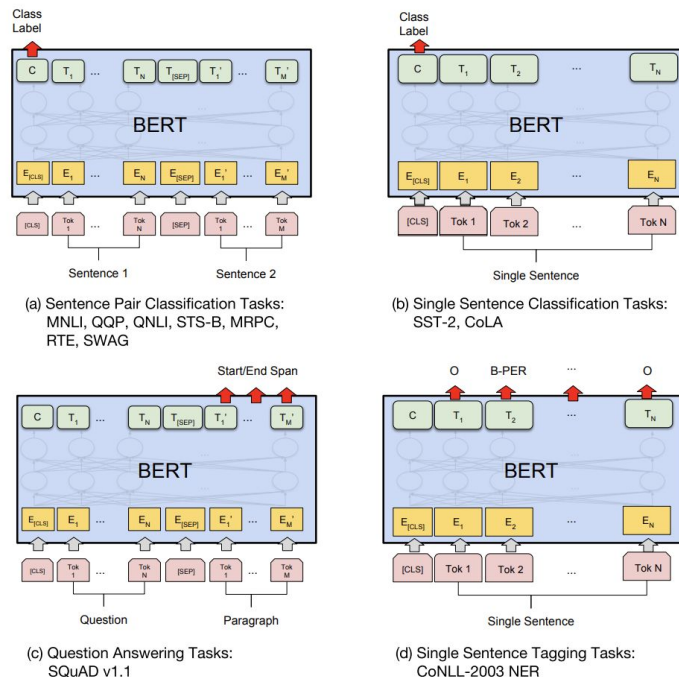 Class
Label
C T1 ... TN T[SEP] T1' ... TM'
BERT
E[CLS] E1 ... EN E[SEP] E1' ... EM'
[CLS] Tok 1 ... Tok N [SEP] Tok 1 ... Tok M
Sentence 1 Sentence 2
(a) Sentence Pair Classification Tasks:
MNLI, QQP, QNLI, STS-B, MRPC,
RTE, SWAG
Class
Label
C T1 T2 ... TN
BERT
E[CLS] E1 E2 ... EN
[CLS] Tok 1 Tok 2 ... Tok N
Single Sentence
(b) Single Sentence Classification Tasks:
SST-2, CoLA
Start/End Span
C T1 ... TN T[SEP] T1' ... TM'
BERT
E[CLS] E1 ... EN E[SEP] E1' ... EM'
[CLS] Tok 1 ... Tok N [SEP] Tok 1 ... Tok M
Question Paragraph
(c) Question Answering Tasks:
SQuAD v1.1
O B-PER ... O
C T1 T2 ... TN
BERT
E[CLS] E1 E2 ... EN
[CLS] Tok 1 Tok 2 ... Tok N
Single Sentence
(d) Single Sentence Tagging Tasks:
CoNLL-2003 NER